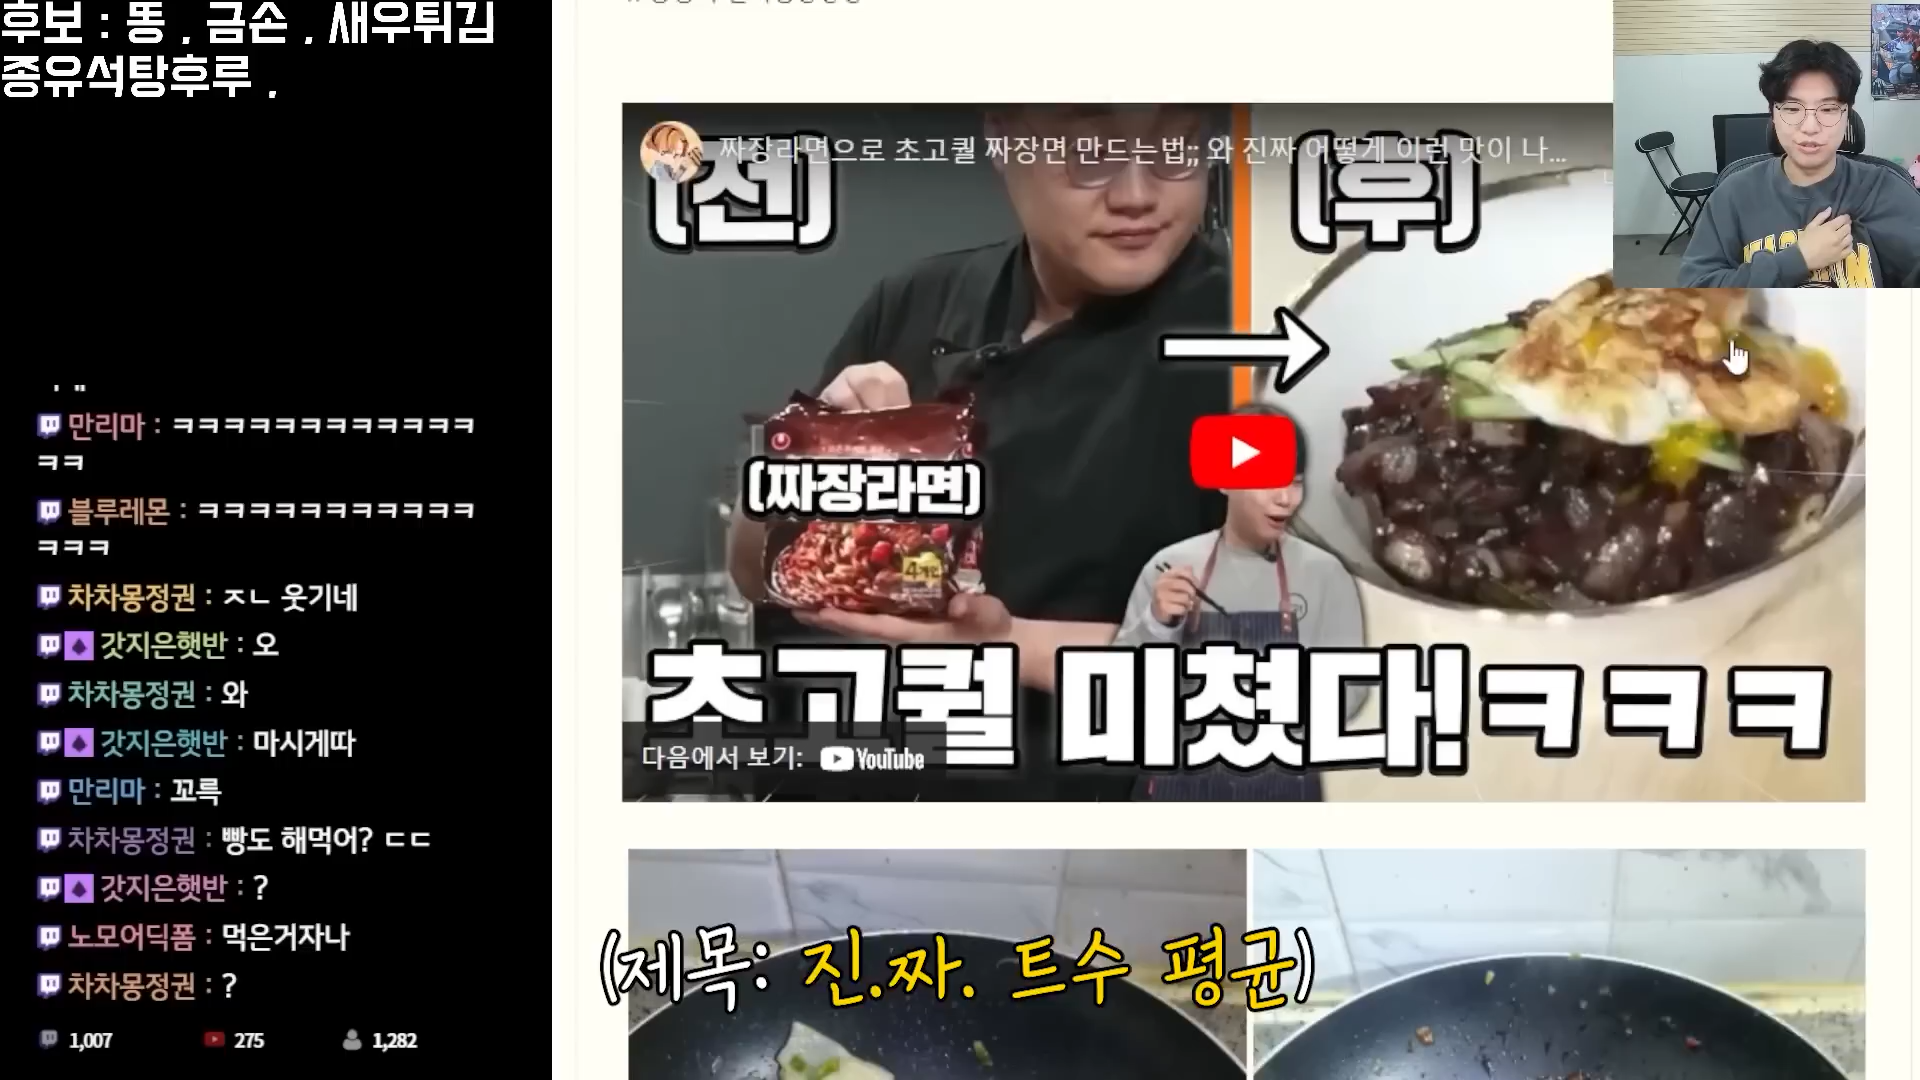 후보 : 똥 , 금손 , 새우튀김
종유석탕후루 ,
만리마 : ㅋㅋㅋㅋㅋㅋㅋㅋㅋㅋㅋㅋ
ㅋㅋ
블루레몬 : ㅋㅋㅋㅋㅋㅋㅋㅋㅋㅋㅋ
ㅋㅋㅋ
차차몽정권 : ㅈㄴ 웃기네
갓지은햇반 : 오
차차몽정권 : 와
갓지은햇반 : 마시게따
만리마 : 꼬륵
차차몽정권 : 빵도 해먹어? ㄷㄷ
갓지은햇반 : ?
노모어딕폼 : 먹은거자나
차차몽정권 : ?
1,007 275 1,282
짜장라면으로 초고퀄 짜장면 만드는법;; 와 진짜 어떻게 이런 맛이 나...
(전) (후)
(짜장라면)
4개입
초고퀄 미쳤다!ㅋㅋㅋ
다음에서 보기: YouTube
(제목: 진.짜. 트수 평균)